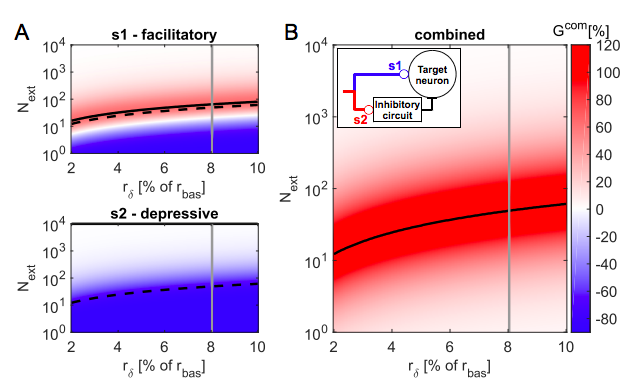 A
s1 - facilitatory
N_ext
10^4
10^3
10^2
10^1
10^0
2 4 6 8 10
r_δ [% of r_bas]
s2 - depressive
N_ext
10^4
10^3
10^2
10^1
10^0
2 4 6 8 10
r_δ [% of r_bas]
B
combined
N_ext
10^4
10^3
10^2
10^1
10^0
s1
Target
neuron
s2
Inhibitory
circuit
2 4 6 8 10
r_δ [% of r_bas]
G^com[%]
120
100
80
60
40
20
0
-20
-40
-60
-80